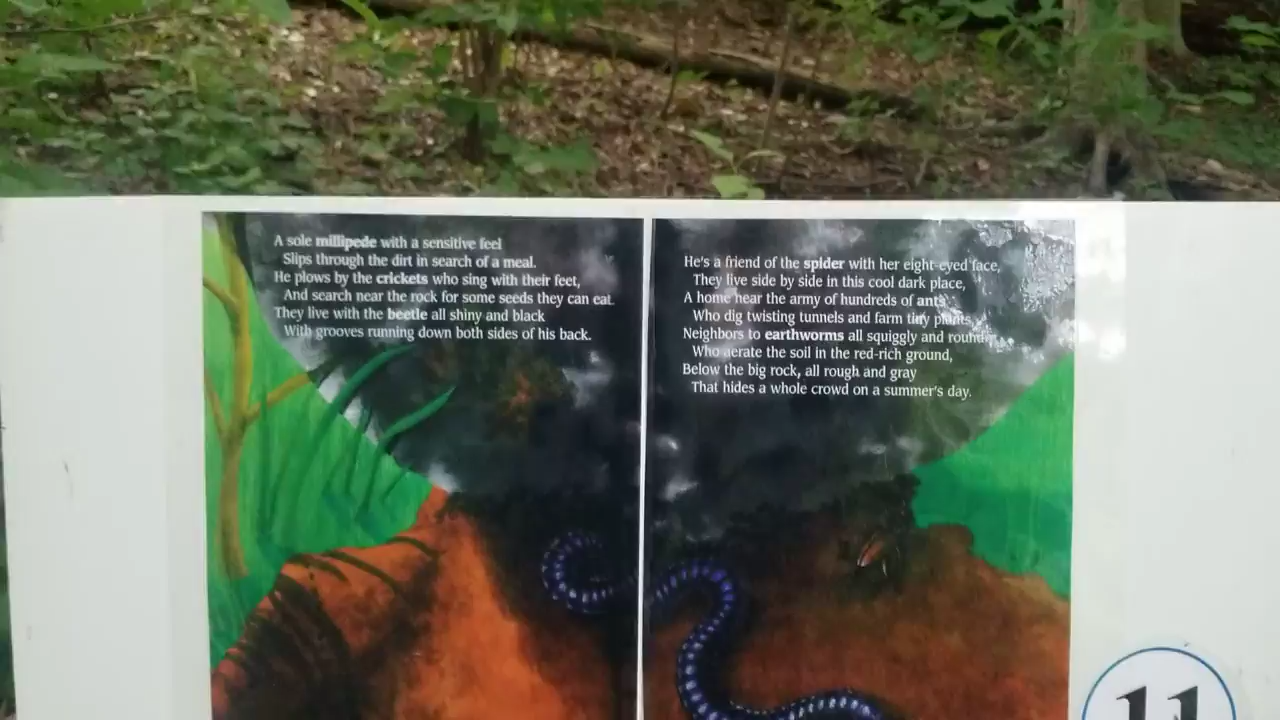 A sole millipede with a sensitive feel
Slips through the dirt in search of a meal.
He plows by the crickets who sing with their feet,
And search near the rock for some seeds they can eat.
They live with the beetle all shiny and black
With grooves running down both sides of his back.
He's a friend of the spider with her eight-eyed face,
They live side by side in this cool dark place,
A home near the army of hundreds of ants
Who dig twisting tunnels and farm tiny plants,
Neighbors to earthworms all squiggly and round,
Who aerate the soil in the red-rich ground,
Below the big rock, all rough and gray
That hides a whole crowd on a summer's day.
11